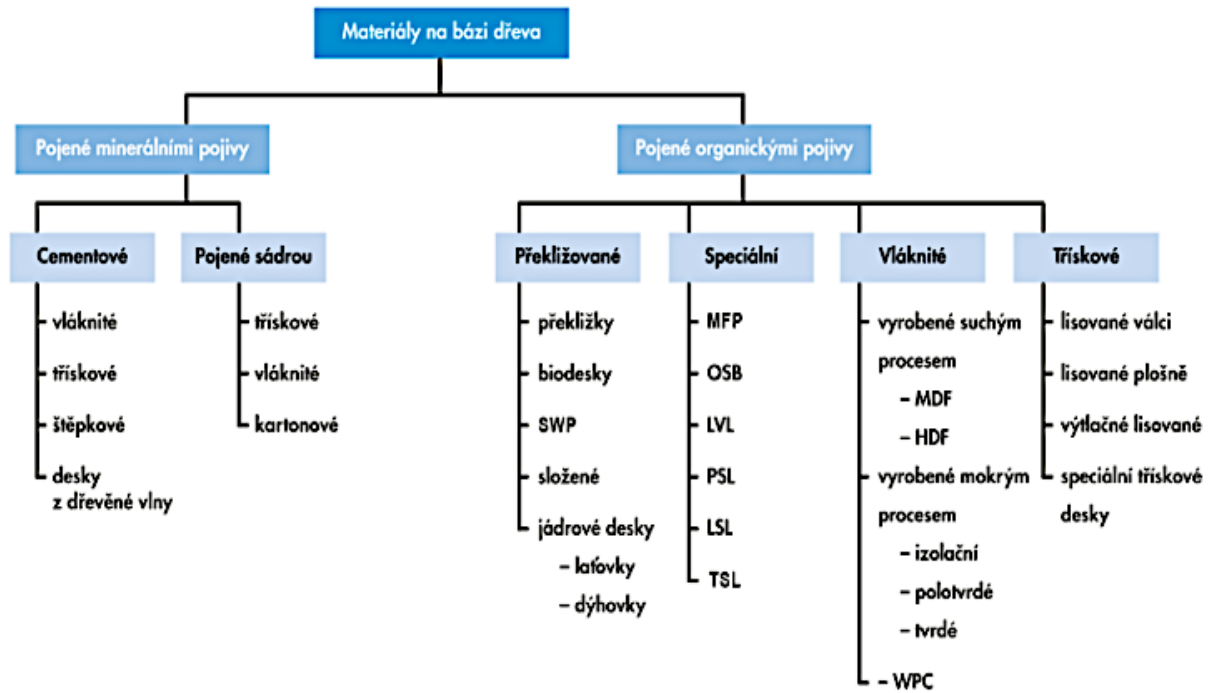 Materiály na bázi dřeva
Pojené minerálními pojivy
Pojené organickými pojivy
Cementové
Pojené sádrou
Překližované
Speciální
Vláknité
Třískové
vláknité
třískové
štěpkové
desky
z dřevěné vlny
třískové
vláknité
kartonové
překližky
biodesky
SWP
složené
jádrové desky
– laťovky
– dýhovky
MFP
OSB
LVL
PSL
LSL
TSL
vyrobené suchým
procesem
– MDF
– HDF
vyrobené mokrým
procesem
– izolační
– polotvrdé
– tvrdé
– WPC
lisované válci
lisované plošně
výtlačné lisované
speciální třískové
desky